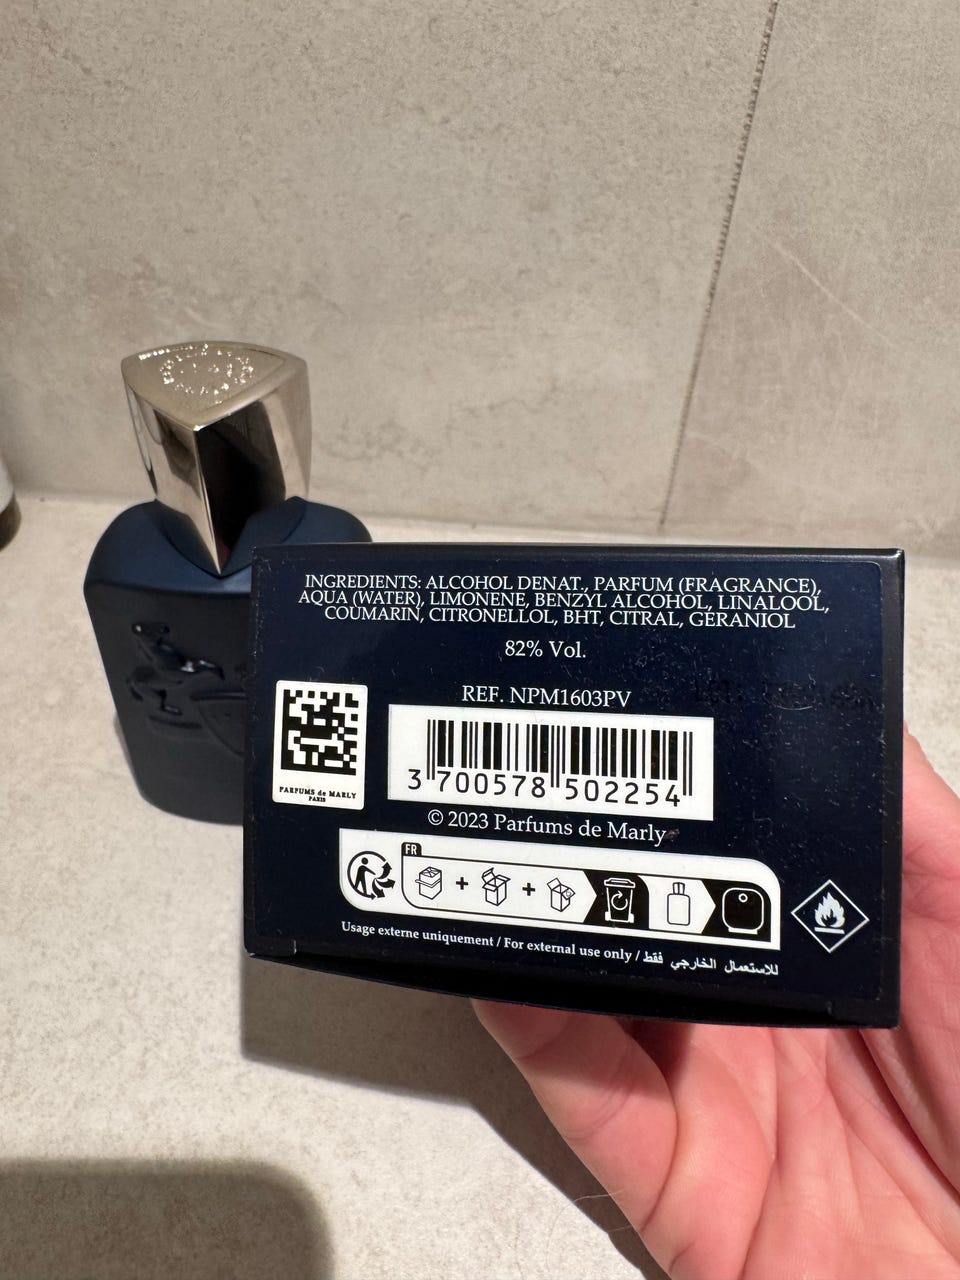 INGREDIENTS: ALCOHOL DENAT., PARFUM (FRAGRANCE),
AQUA (WATER), LIMONENE, BENZYL ALCOHOL, LINALOOL,
COUMARIN, CITRONELLOL, BHT, CITRAL, GERANIOL
82% Vol.
REF. NPM1603PV
PARFUMS de MARLY
PARIS
3 700578 502254
© 2023 Parfums de Marly
FR
Usage externe uniquement / For external use only / للاستعمال الخارجي فقط